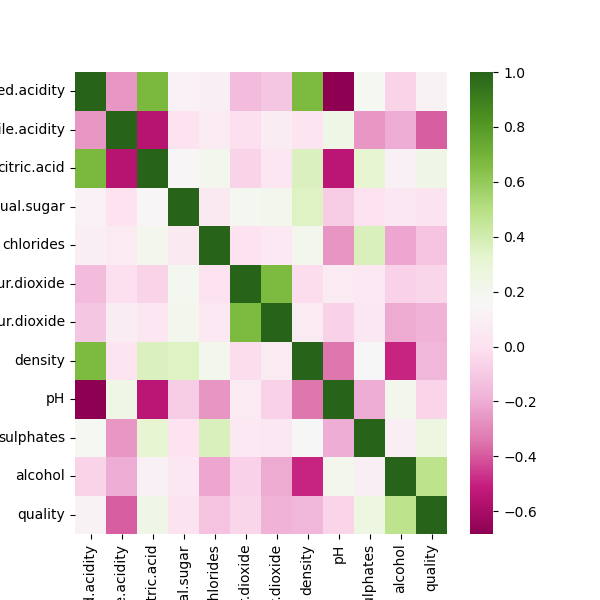 ed.acidity
ile.acidity
citric.acid
ual.sugar
chlorides
ur.dioxide
ur.dioxide
density
pH
sulphates
alcohol
quality
d.acidity
e.acidity
tric.acid
al.sugar
hlorides
r.dioxide
r.dioxide
density
pH
ulphates
alcohol
quality
1.0
0.8
0.6
0.4
0.2
0.0
−0.2
−0.4
−0.6